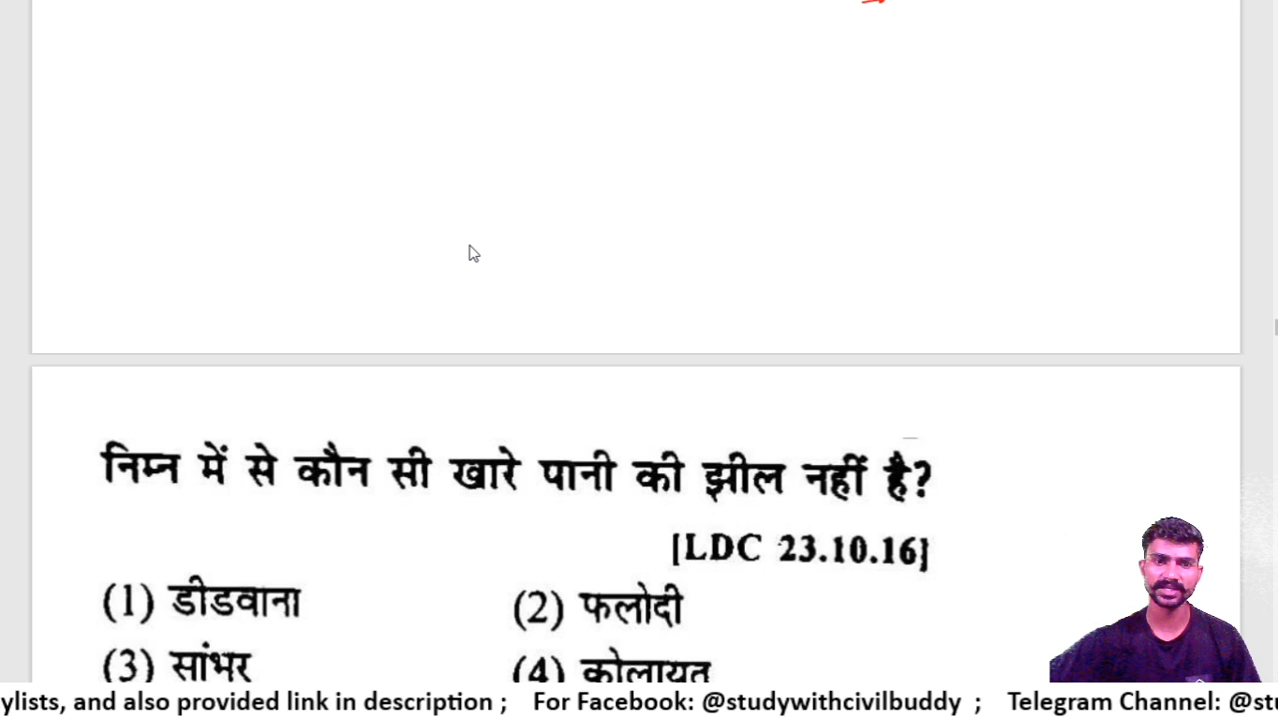 निम्न में से कौन सी खारे पानी की झील नहीं है?
[LDC 23.10.16]
(1) डीडवाना (2) फलोदी
(3) सांभर (4) कोलायत
ylists, and also provided link in description ; For Facebook: @studywithcivilbuddy ; Telegram Channel: @stu